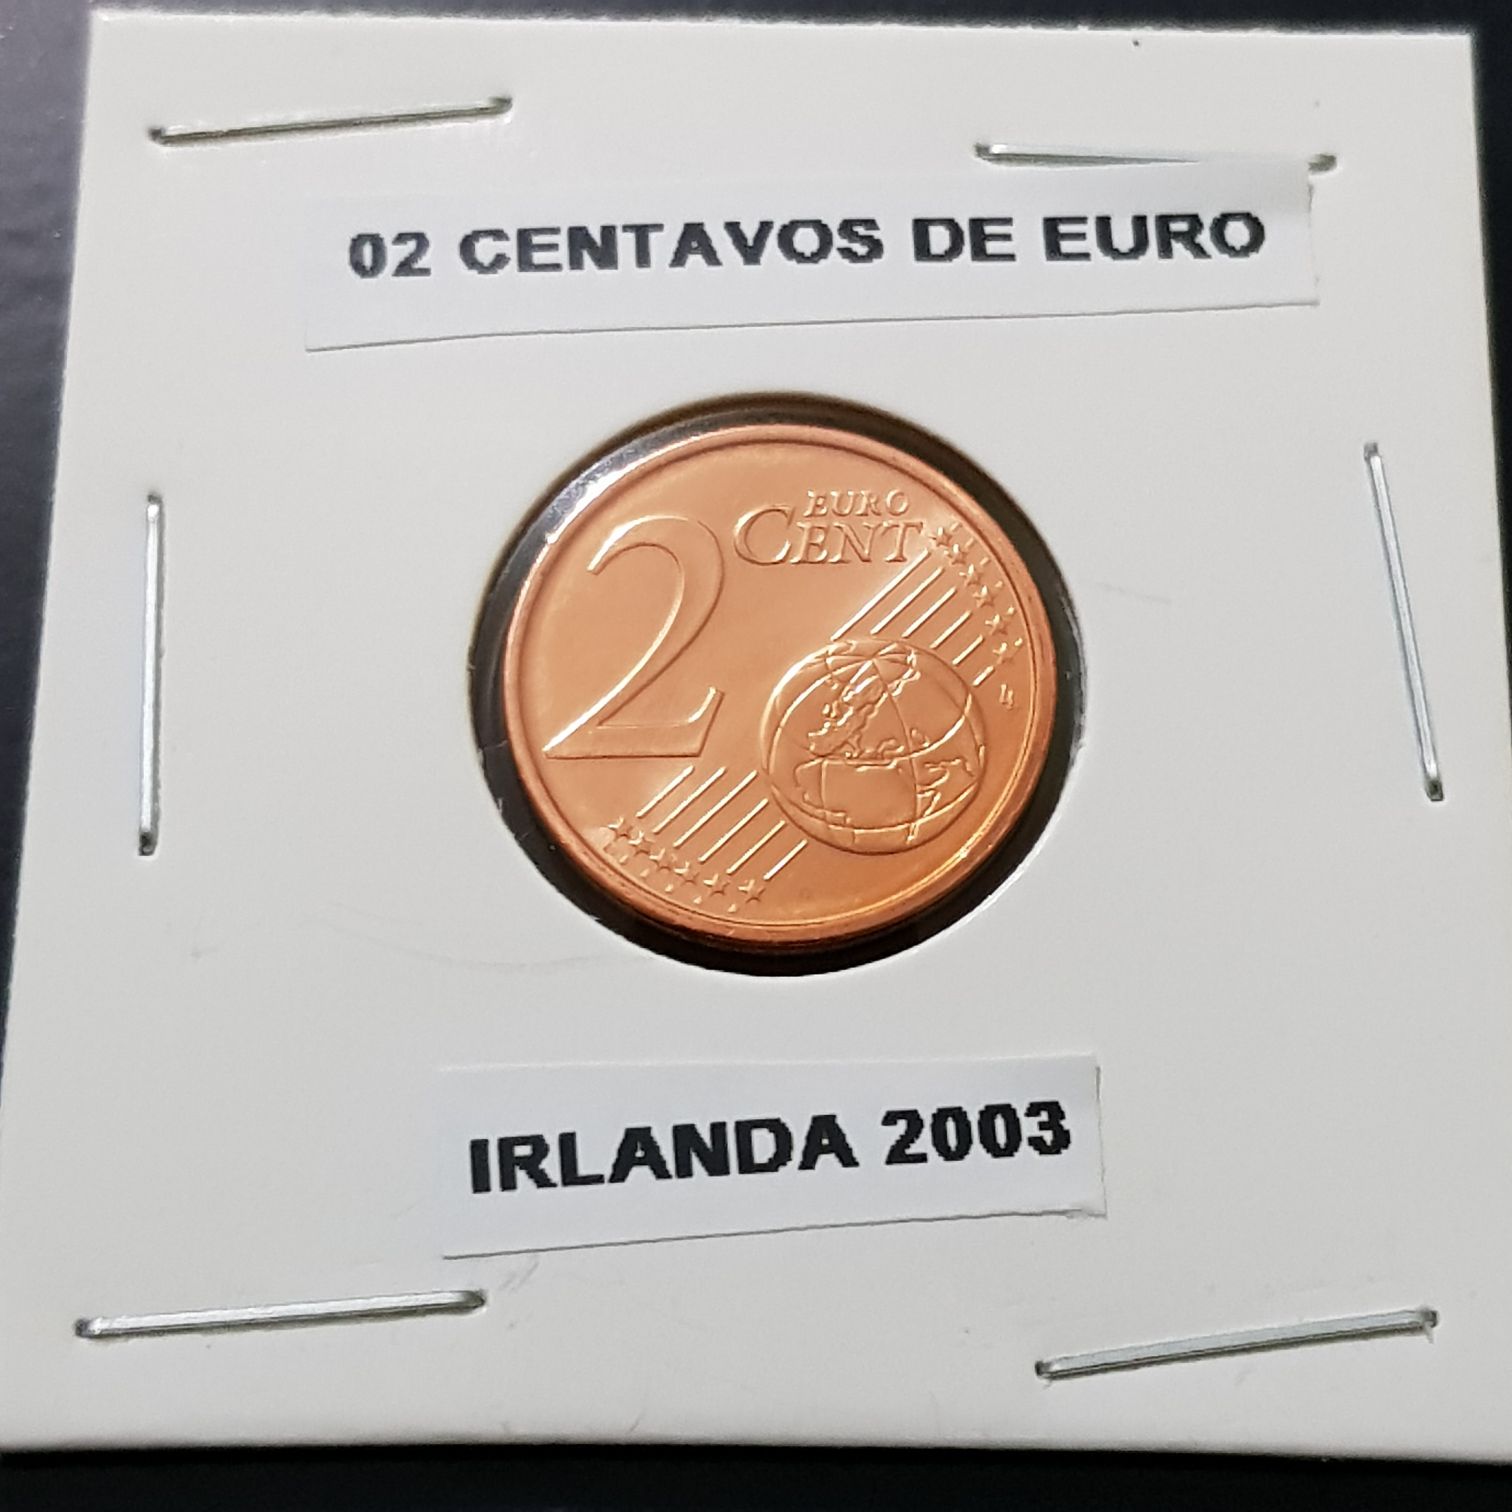 02 CENTAVOS DE EURO
2 EURO
CENT
IRLANDA 2003